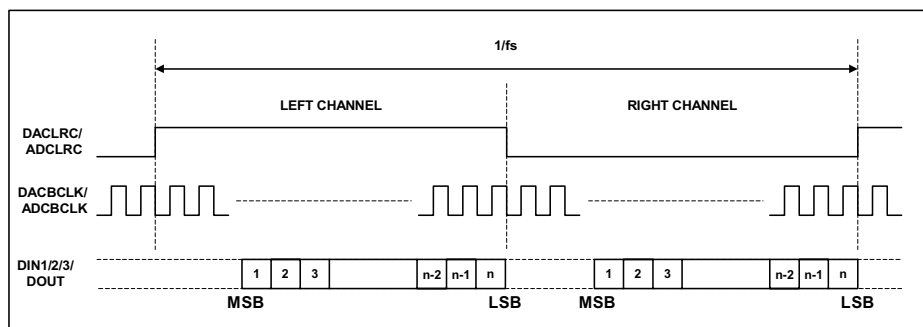 1/fs
LEFT CHANNEL
RIGHT CHANNEL
DACLRC/
ADCLRC
DACBCLK/
ADCBCLK
DIN1/2/3/
DOUT
1 2 3 n-2 n-1 n 1 2 3 n-2 n-1 n
MSB LSB MSB LSB